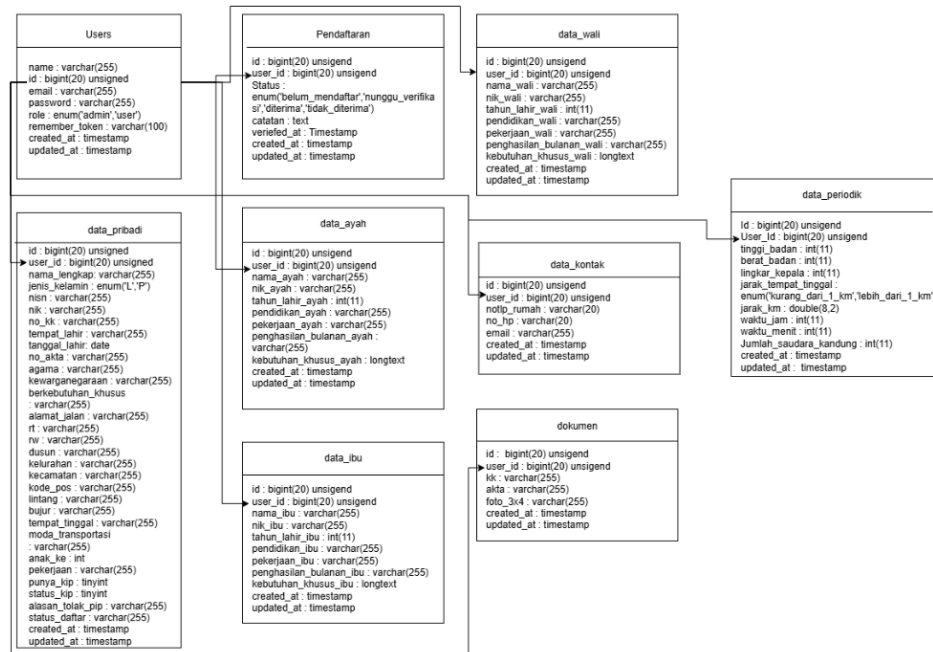 Users
name : varchar(255)
id : bigint(20) unsigned
email : varchar(255)
password : varchar(255)
role : enum('admin','user')
remember_token : varchar(100)
created_at : timestamp
updated_at : timestamp
Pendaftaran
id : bigint(20) unsigend
user_id : bigint(20) unsigend
Status :
enum('belum_mendaftar','nunggu_verifika
si','diterima','tidak_diterima')
catatan : text
veriefed_at : Timestamp
created_at : timestamp
updated_at : timestamp
data_wali
id : bigint(20) unsigend
user_id : bigint(20) unsigend
nama_wali : varchar(255)
nik_wali : varchar(255)
tahun_lahir_wali : int(11)
pendidikan_wali : varchar(255)
pekerjaan_wali : varchar(255)
penghasilan_bulanan_wali : varchar(255)
kebutuhan_khusus_wali : longtext
created_at : timestamp
updated_at : timestamp
data_pribadi
id : bigint(20) unsigned
user_id : bigint(20) unsigned
nama_lengkap: varchar(255)
jenis_kelamin : enum('L','P')
nisn : varchar(255)
nik : varchar(255)
no_kk : varchar(255)
tempat_lahir : varchar(255)
tanggal_lahir: date
no_akta : varchar(255)
agama : varchar(255)
kewarganegaraan : varchar(255)
berkebutuhan_khusus
: varchar(255)
alamat_jalan : varchar(255)
rt : varchar(255)
rw : varchar(255)
dusun : varchar(255)
kelurahan : varchar(255)
kecamatan : varchar(255)
kode_pos : varchar(255)
lintang : varchar(255)
bujur : varchar(255)
tempat_tinggal : varchar(255)
moda_transportasi
: varchar(255)
anak_ke : int
pekerjaan : varchar(255)
punya_kip : tinyint
status_kip : tinyint
alasan_tolak_pip : varchar(255)
status_daftar : varchar(255)
created_at : timestamp
updated_at : timestamp
data_ayah
id : bigint(20) unsigend
user_id : bigint(20) unsigend
nama_ayah : varchar(255)
nik_ayah : varchar(255)
tahun_lahir_ayah : int(11)
pendidikan_ayah : varchar(255)
pekerjaan_ayah : varchar(255)
penghasilan_bulanan_ayah :
varchar(255)
kebutuhan_khusus_ayah : longtext
created_at : timestamp
updated_at : timestamp
data_kontak
id : bigint(20) unsigend
user_id : bigint(20) unsigend
notlp_rumah : varchar(20)
no_hp : varchar(20)
email : varchar(255)
created_at : timestamp
updated_at : timestamp
data_periodik
Id : bigint(20) unsigend
User_Id : bigint(20) unsigend
tinggi_badan : int(11)
berat_badan : int(11)
lingkar_kepala : int(11)
jarak_tempat_tinggal :
enum('kurang_dari_1_km','lebih_dari_1_km')
jarak_km : double(8,2)
waktu_jam : int(11)
waktu_menit : int(11)
Jumlah_saudara_kandung : int(11)
created_at : timestamp
updated_at : timestamp
data_ibu
id : bigint(20) unsigend
user_id : bigint(20) unsigend
nama_ibu : varchar(255)
nik_ibu : varchar(255)
tahun_lahir_ibu : int(11)
pendidikan_ibu : varchar(255)
pekerjaan_ibu : varchar(255)
penghasilan_bulanan_ibu : varchar(255)
kebutuhan_khusus_ibu : longtext
created_at : timestamp
updated_at : timestamp
dokumen
id : bigint(20) unsigend
user_id : bigint(20) unsigend
kk : varchar(255)
akta : varchar(255)
foto_3x4 : varchar(255)
created_at : timestamp
updated_at : timestamp